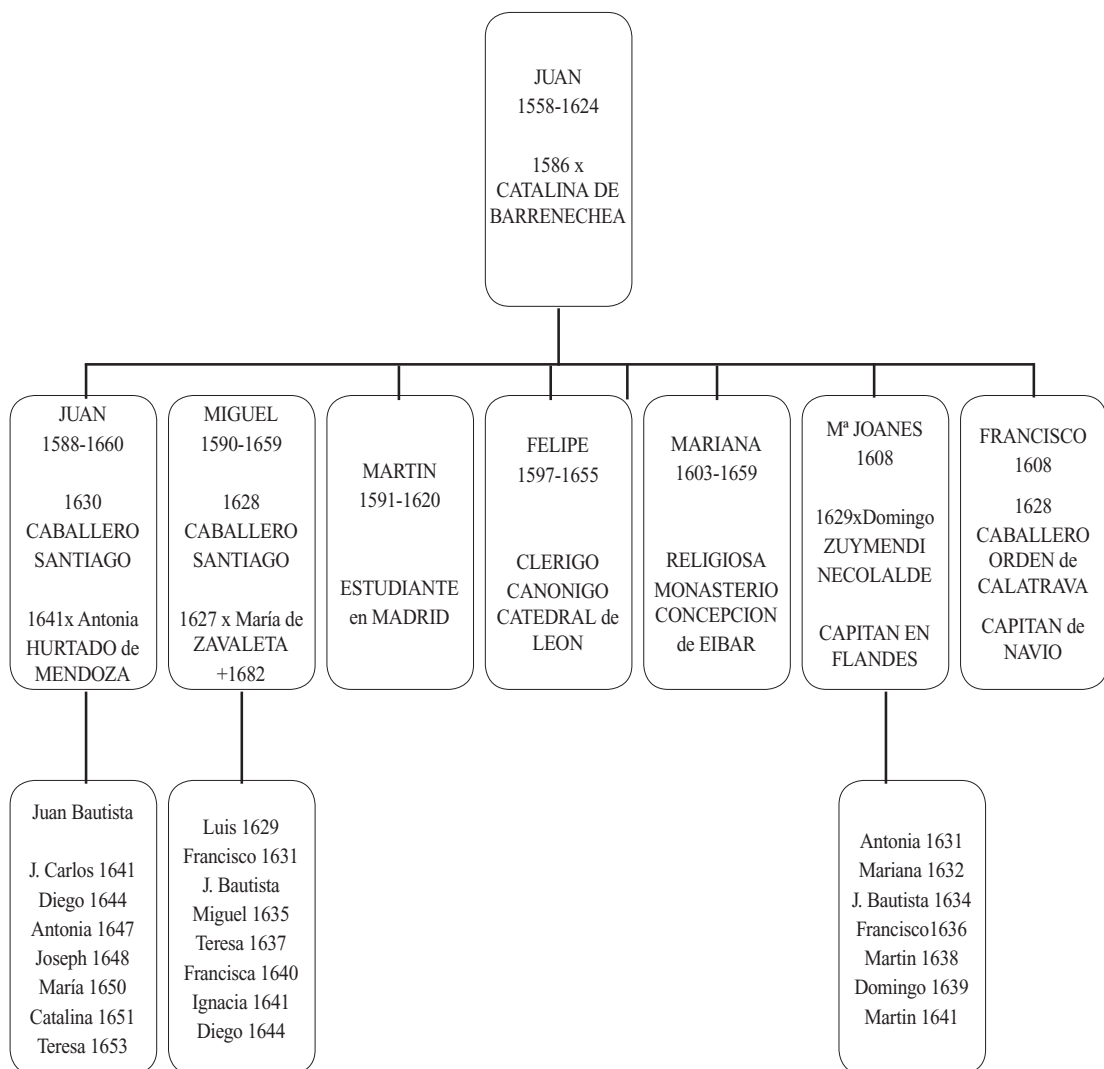 JUAN
1558-1624
1586 x
CATALINA DE
BARRENECHEA
JUAN
1588-1660
1630
CABALLERO
SANTIAGO
1641x Antonia
HURTADO de
MENDOZA
MIGUEL
1590-1659
1628
CABALLERO
SANTIAGO
1627 x María de
ZAVALETA
+1682
MARTIN
1591-1620
ESTUDIANTE
en MADRID
FELIPE
1597-1655
CLERIGO
CANONIGO
CATEDRAL de
LEON
MARIANA
1603-1659
RELIGIOSA
MONASTERIO
CONCEPCION
de EIBAR
Mª JOANES
1608
1629xDomingo
ZUYMENDI
NECOLALDE
CAPITAN EN
FLANDES
FRANCISCO
1608
1628
CABALLERO
ORDEN de
CALATRAVA
CAPITAN de
NAVIO
Juan Bautista
J. Carlos 1641
Diego 1644
Antonia 1647
Joseph 1648
María 1650
Catalina 1651
Teresa 1653
Luis 1629
Francisco 1631
J. Bautista
Miguel 1635
Teresa 1637
Francisca 1640
Ignacia 1641
Diego 1644
Antonia 1631
Mariana 1632
J. Bautista 1634
Francisco1636
Martin 1638
Domingo 1639
Martin 1641